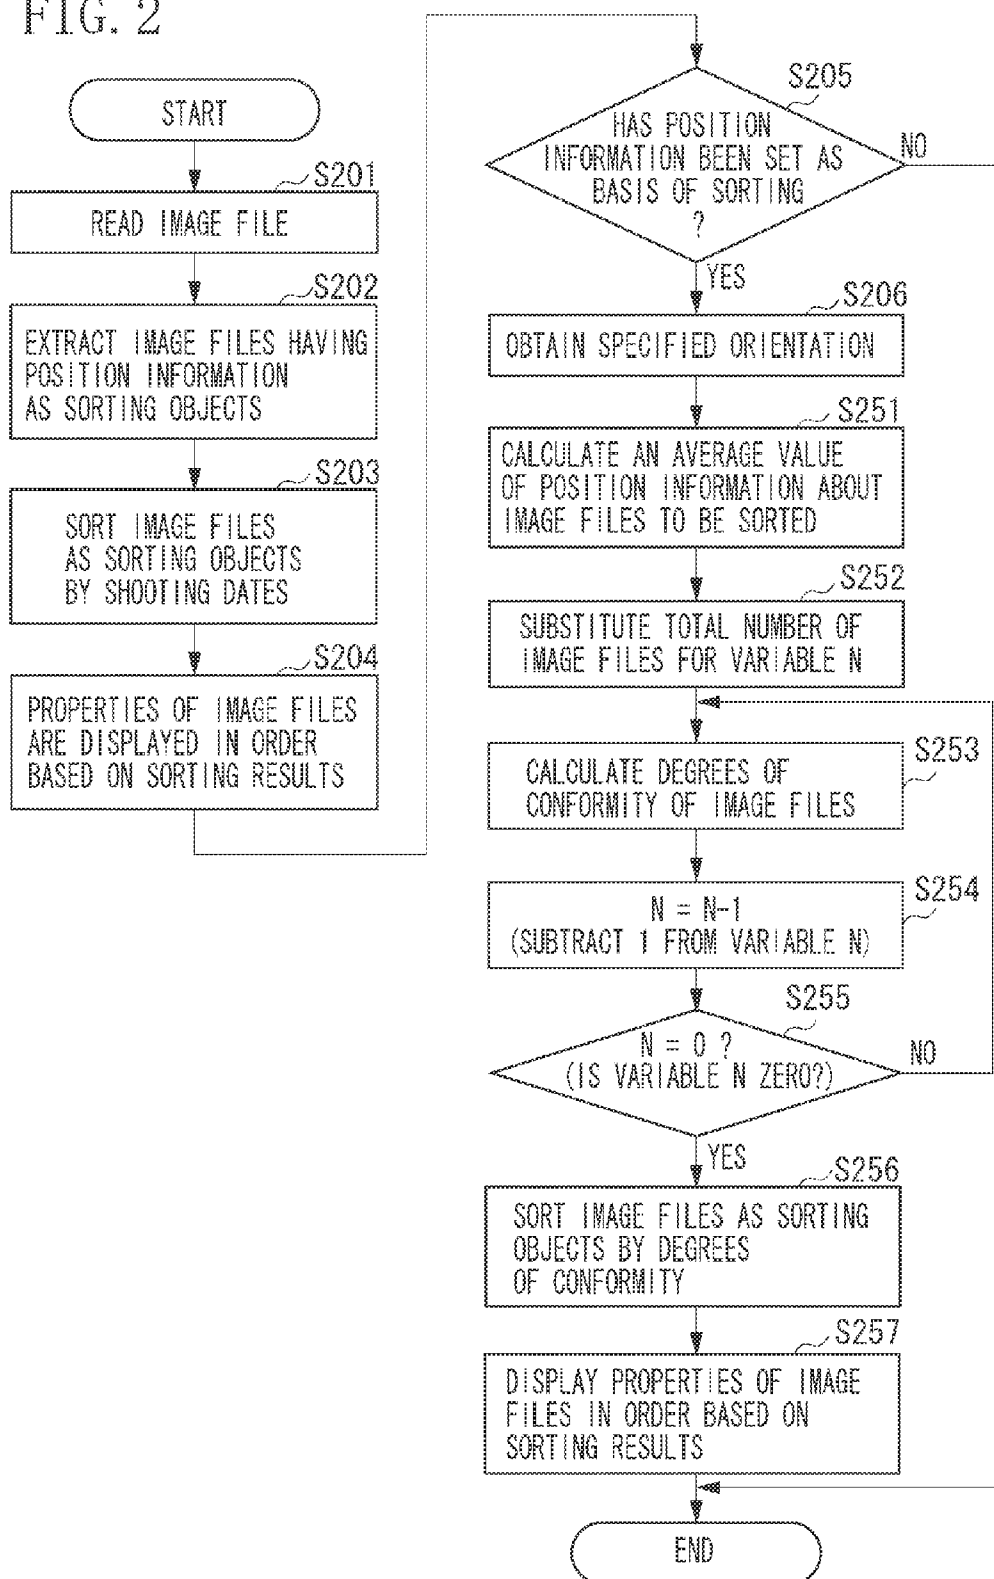 FIG. 2
START
S201
READ IMAGE FILE
S202
EXTRACT IMAGE FILES HAVING
POSITION INFORMATION
AS SORTING OBJECTS
S203
SORT IMAGE FILES
AS SORTING OBJECTS
BY SHOOTING DATES
S204
PROPERTIES OF IMAGE FILES
ARE DISPLAYED IN ORDER
BASED ON SORTING RESULTS
S205
HAS POSITION
INFORMATION BEEN SET AS
BASIS OF SORTING
?
NO
YES
S206
OBTAIN SPECIFIED ORIENTATION
S251
CALCULATE AN AVERAGE VALUE
OF POSITION INFORMATION ABOUT
IMAGE FILES TO BE SORTED
S252
SUBSTITUTE TOTAL NUMBER OF
IMAGE FILES FOR VARIABLE N
S253
CALCULATE DEGREES OF
CONFORMITY OF IMAGE FILES
S254
N = N-1
(SUBTRACT 1 FROM VARIABLE N)
S255
N = 0 ?
(IS VARIABLE N ZERO?)
NO
YES
S256
SORT IMAGE FILES AS SORTING
OBJECTS BY DEGREES
OF CONFORMITY
S257
DISPLAY PROPERTIES OF IMAGE
FILES IN ORDER BASED ON
SORTING RESULTS
END